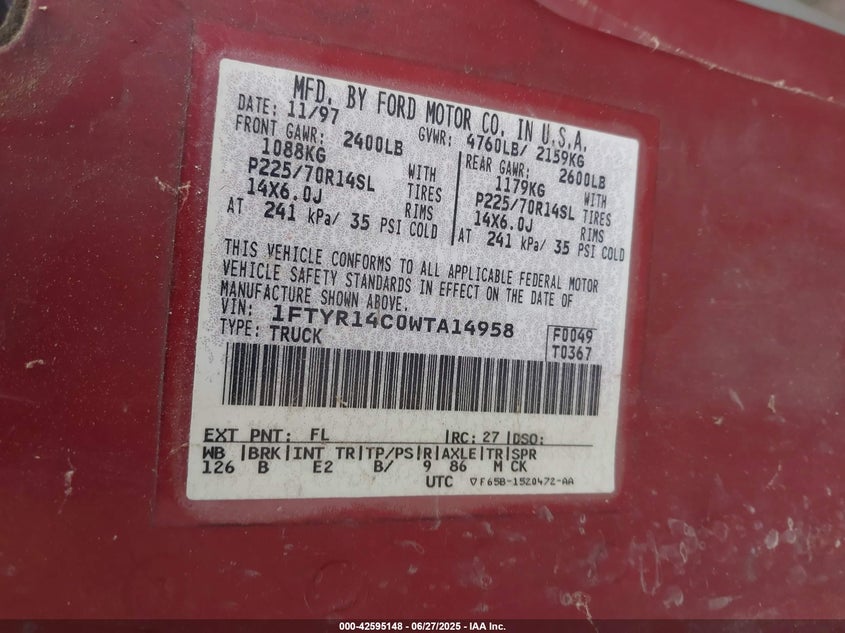 MFD. BY FORD MOTOR CO. IN U.S.A.
DATE: 11/97 GVWR: 4760LB/ 2159KG
FRONT GAWR: 2400LB REAR GAWR: 2600LB
1088KG WITH 1179KG WITH
P225/70R14SL TIRES P225/70R14SL TIRES
14X6.0J RIMS 14X6.0J RIMS
AT 241 kPa/ 35 PSI COLD AT 241 kPa/ 35 PSI COLD
THIS VEHICLE CONFORMS TO ALL APPLICABLE FEDERAL MOTOR
VEHICLE SAFETY STANDARDS IN EFFECT ON THE DATE OF
MANUFACTURE SHOWN ABOVE.
VIN: 1FTYR14C0WTA14958 F0049
TYPE: TRUCK T0367
EXT PNT: FL RC: 27 DSO:
WB BRK INT TR TP/PS R AXLE TR SPR
126 B E2 B/ 9 86 M CK
UTC ▽F65B-1520472-AA
000-42595148 - 06/27/2025 - IAA Inc.